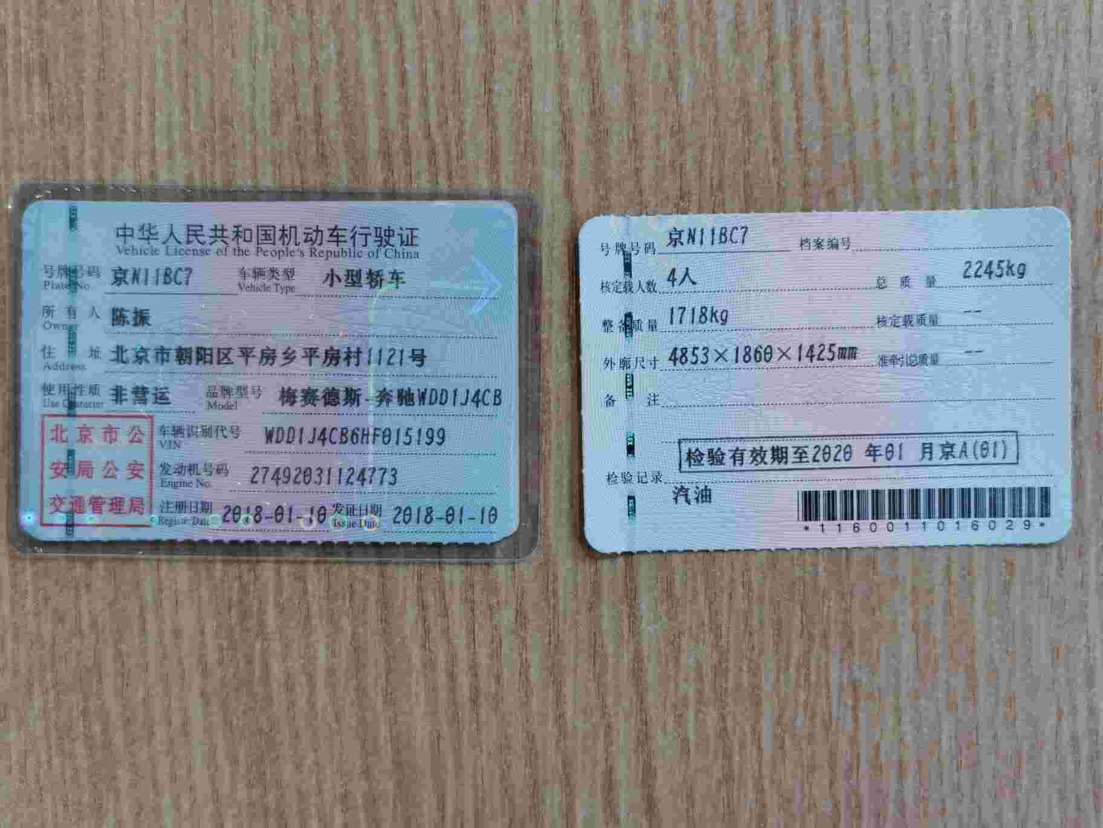 中华人民共和国机动车行驶证
Vehicle License of the People's Republic of China
号牌号码 京N11BC7 车辆类型 小型轿车
Plate No. Vehicle Type
所有人 陈振
Owner
住址 北京市朝阳区平房乡平房村1121号
Address
使用性质 非营运 品牌型号 梅赛德斯-奔驰WDD1J4CB
Use Character Model
北京市公
安局公安
交通管理局
车辆识别代号 WDD1J4CB6HF015199
VIN
发动机号码 27492031124773
Engine No.
注册日期 2018-01-10 发证日期 2018-01-10
Register Date Issue Date
号牌号码 京N11BC7 档案编号
核定载人数 4人 总质量 2245kg
整备质量 1718kg 核定载质量 --
外廓尺寸 4853×1860×1425mm 准牵引总质量 --
备注
检验有效期至2020 年01 月京A(01)
检验记录
汽油
*1160011016029*